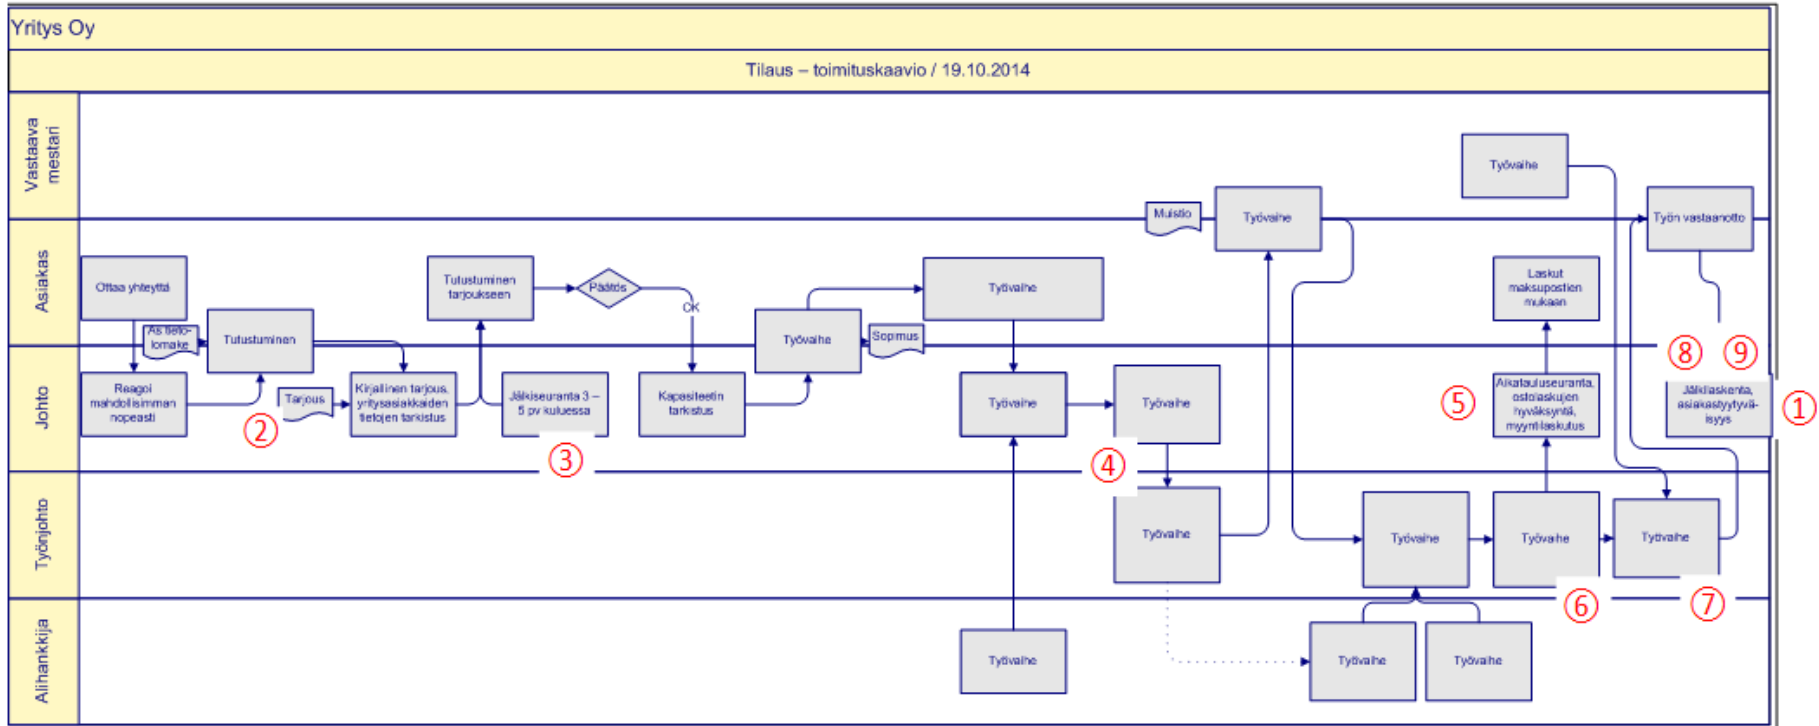 Yritys Oy
Tilaus – toimituskaavio / 19.10.2014
Vastaava
mestari
Työvaihe
Muistio
Työvaihe
Työn vastaanotto
Asiakas
Ottaa yhteyttä
As tieto-
lomake
Tutustuminen
Tutustuminen
tarjoukseen
Päätös
OK
Työvaihe
Sopimus
Työvaihe
Laskut
maksupostien
mukaan
8
9
Johto
Reagoi
mahdollisimman
nopeasti
2
Tarjous
Kirjallinen tarjous,
yritysasiakkaiden
tietojen tarkistus
Jälkiseuranta 3 –
5 pv kuluessa
3
Kapasiteetin
tarkistus
Työvaihe
Työvaihe
4
5
Aikatauluseuranta,
ostolaskujen
hyväksyntä,
myyntilaskutus
Jälkilaskenta,
asiakastyytyvä-
isyys
1
Työnjohto
Työvaihe
Työvaihe
Työvaihe
Työvaihe
6
7
Alihankkija
Työvaihe
Työvaihe
Työvaihe